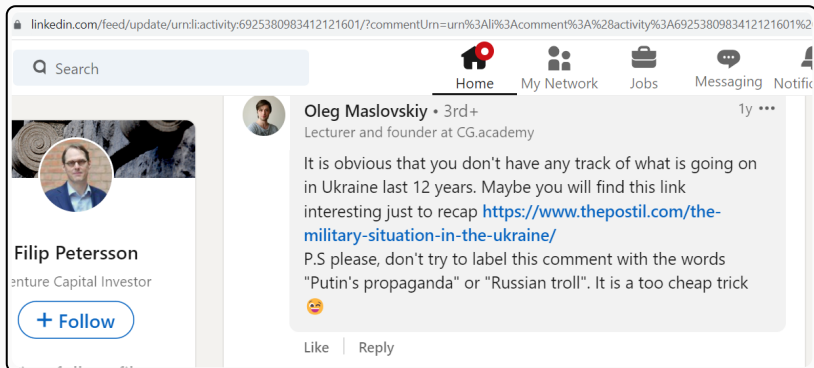 linkedin.com/feed/update/urn:li:activity:6925380983412121601/?commentUrn=urn%3Ali%3Acomment%3A%28activity%3A6925380983412121601%2
Search
Home
My Network
Jobs
Messaging
Notific
Oleg Maslovskiy • 3rd+
1y •••
Lecturer and founder at CG.academy
It is obvious that you don't have any track of what is going on
in Ukraine last 12 years. Maybe you will find this link
interesting just to recap https://www.thepostil.com/the-
military-situation-in-the-ukraine/
P.S please, don't try to label this comment with the words
"Putin's propaganda" or "Russian troll". It is a too cheap trick
😅
Like
Reply
Filip Petersson
enture Capital Investor
+ Follow